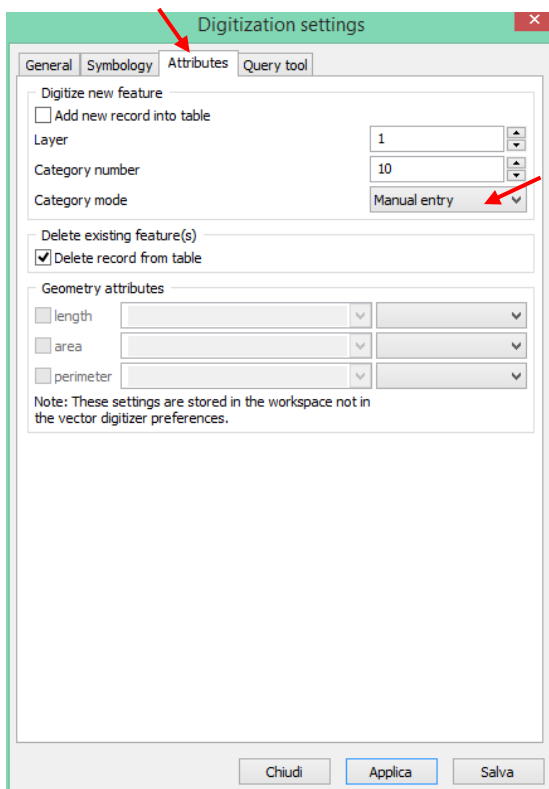 Digitization settings
General Symbology Attributes Query tool
Digitize new feature
Add new record into table
Layer 1
Category number 10
Category mode Manual entry
Delete existing feature(s)
Delete record from table
Geometry attributes
length
area
perimeter
Note: These settings are stored in the workspace not in
the vector digitizer preferences.
Chiudi Applica Salva